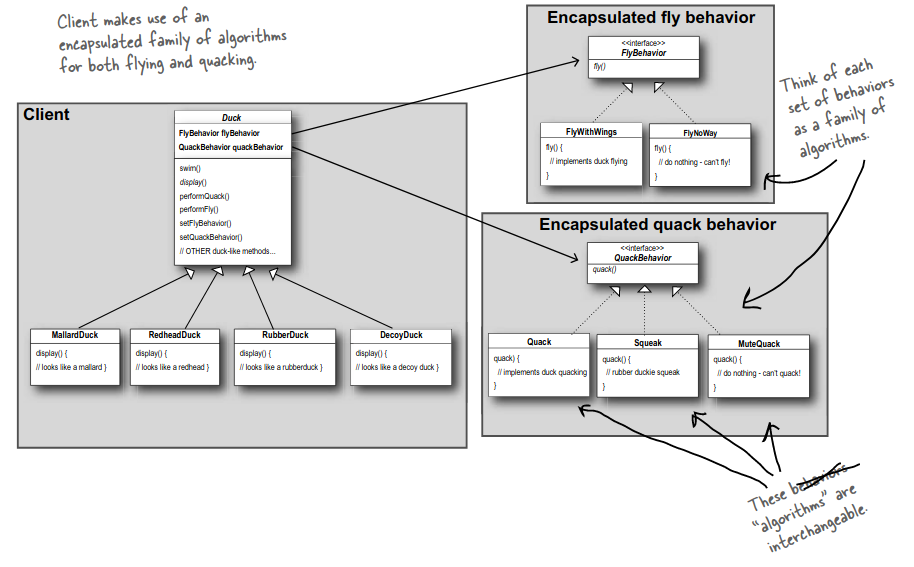 Client makes use of an
encapsulated family of algorithms
for both flying and quacking.
Client
Duck
FlyBehavior flyBehavior
QuackBehavior quackBehavior
swim()
display()
performQuack()
performFly()
setFlyBehavior()
setQuackBehavior()
// OTHER duck-like methods...
MallardDuck
display() {
// looks like a mallard }
RedheadDuck
display() {
// looks like a redhead }
RubberDuck
display() {
// looks like a rubberduck }
DecoyDuck
display() {
// looks like a decoy duck }
Encapsulated fly behavior
<<interface>>
FlyBehavior
fly()
FlyWithWings
fly() {
// implements duck flying
}
FlyNoWay
fly() {
// do nothing - can't fly!
}
Think of each
set of behaviors
as a family of
algorithms.
Encapsulated quack behavior
<<interface>>
QuackBehavior
quack()
Quack
quack) {
// implements duck quacking
}
Squeak
quack() {
// rubber duckie squeak
}
MuteQuack
quack() {
// do nothing - can't quack!
}
These behaviors
"algorithms" are
interchangeable.